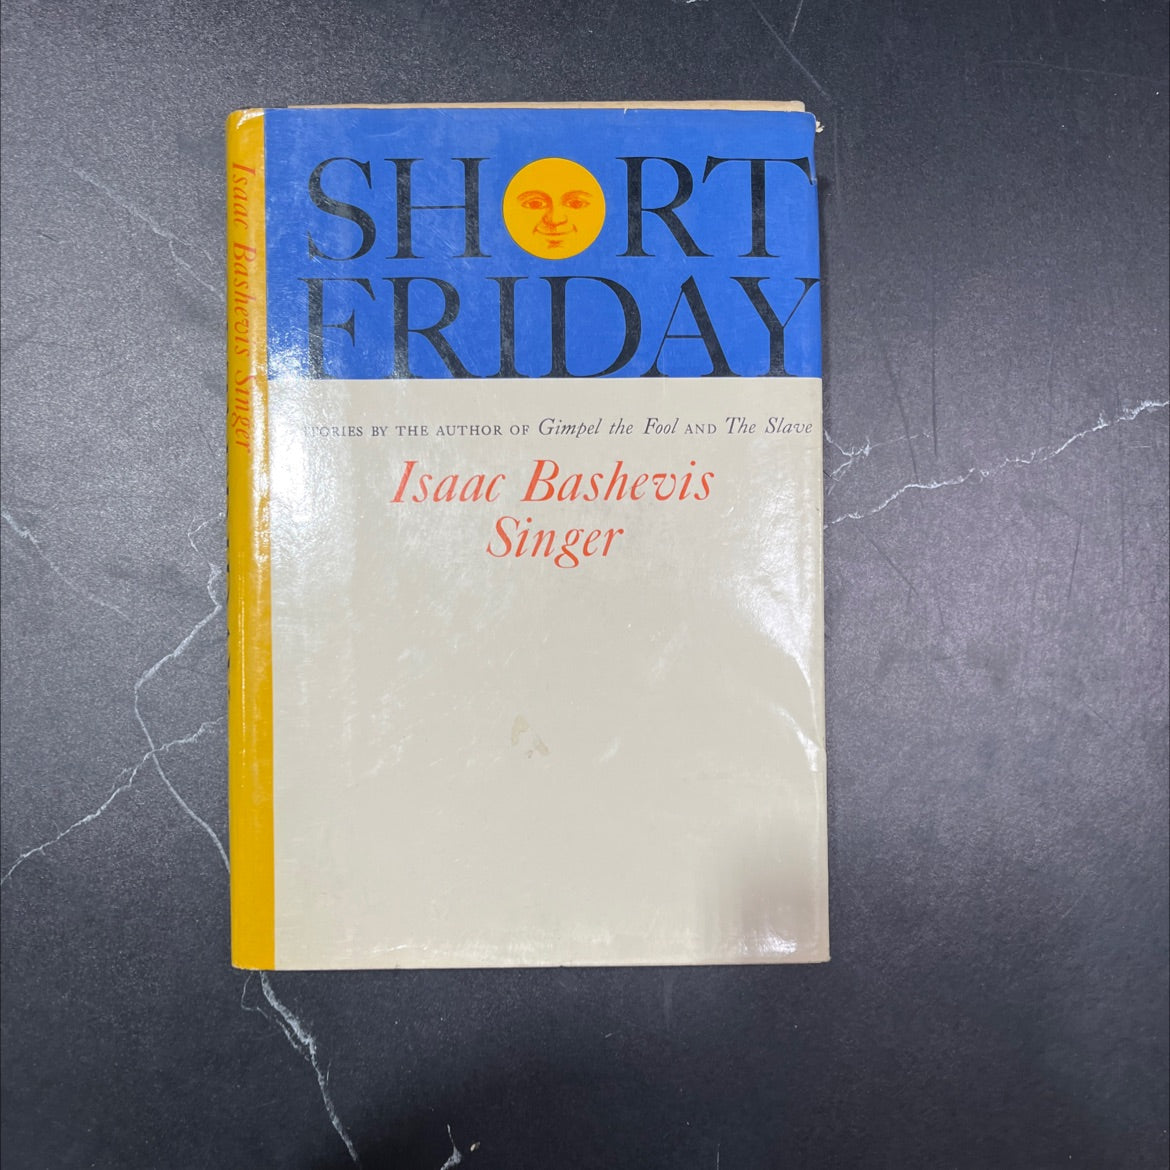 SHORT
FRIDAY
STORIES BY THE AUTHOR OF Gimpel the Fool AND The Slave
Isaac Bashevis
Singer
Isaac Bashevis Singer